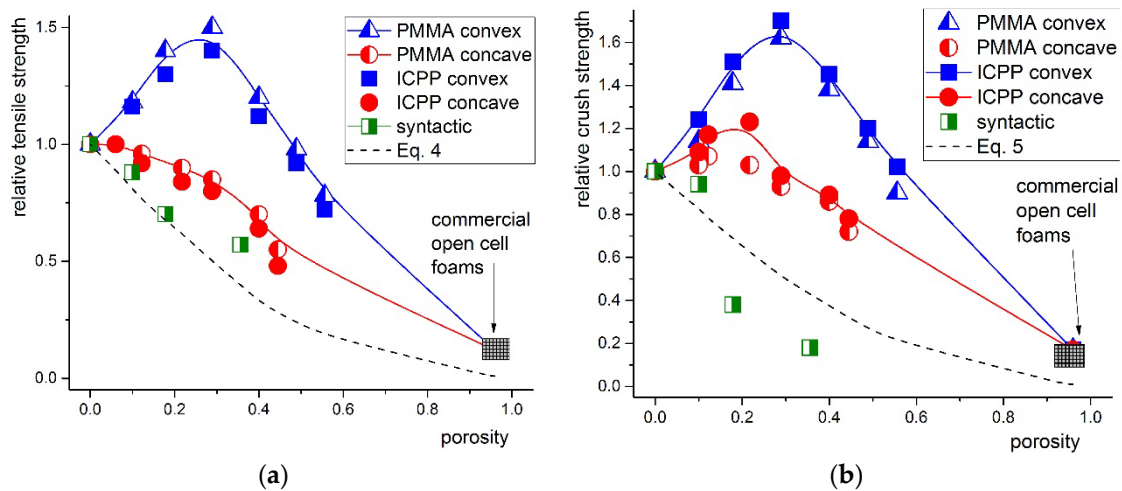 relative tensile strength
1.5
1.0
0.5
0.0
PMMA convex
PMMA concave
ICPP convex
ICPP concave
syntactic
Eq. 4
commercial
open cell
foams
0.0 0.2 0.4 0.6 0.8 1.0
porosity
(a)
relative crush strength
1.6
1.4
1.2
1.0
0.8
0.6
0.4
0.2
0.0
PMMA convex
PMMA concave
ICPP convex
ICPP concave
syntactic
Eq. 5
commercial
open cell
foams
0.0 0.2 0.4 0.6 0.8 1.0
porosity
(b)